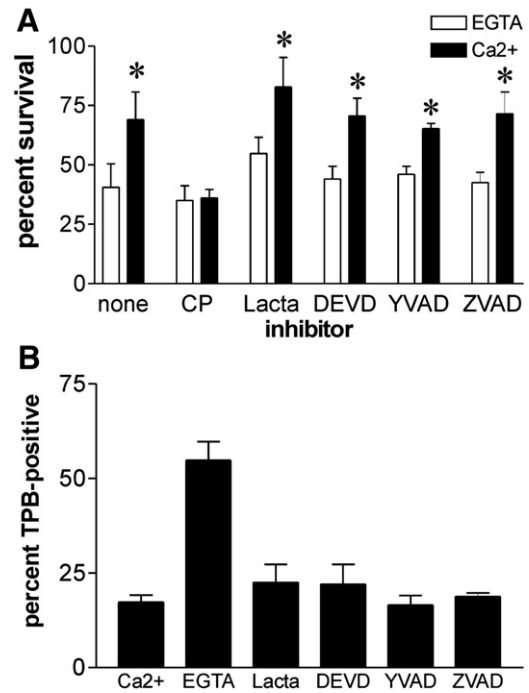 A
EGTA
Ca2+
percent survival
100
75
50
25
0
* * * * *
none CP Lacta DEVD YVAD ZVAD
inhibitor
B
percent TPB-positive
75
50
25
0
Ca2+ EGTA Lacta DEVD YVAD ZVAD